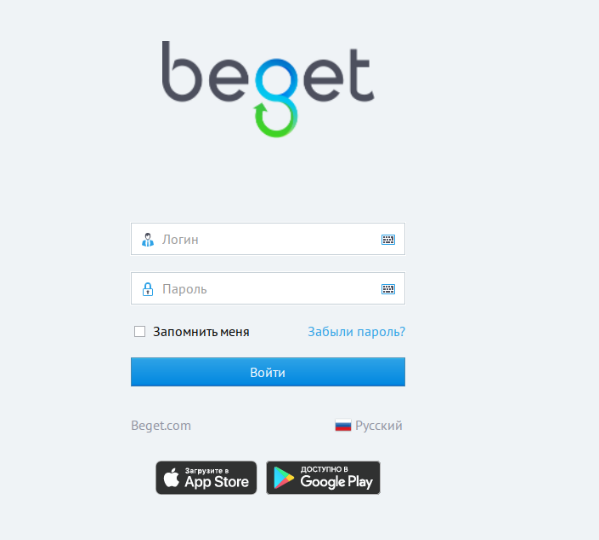 beget
Логин
Пароль
Запомнить меня Забыли пароль?
Войти
Beget.com Русский
Загрузите в
App Store
ДОСТУПНО В
Google Play